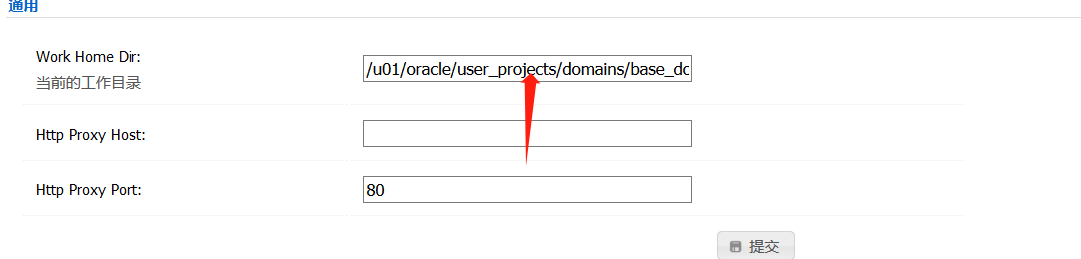 通用
Work Home Dir:
当前的工作目录
/u01/oracle/user_projects/domains/base_dc
Http Proxy Host:
Http Proxy Port:
80
提交